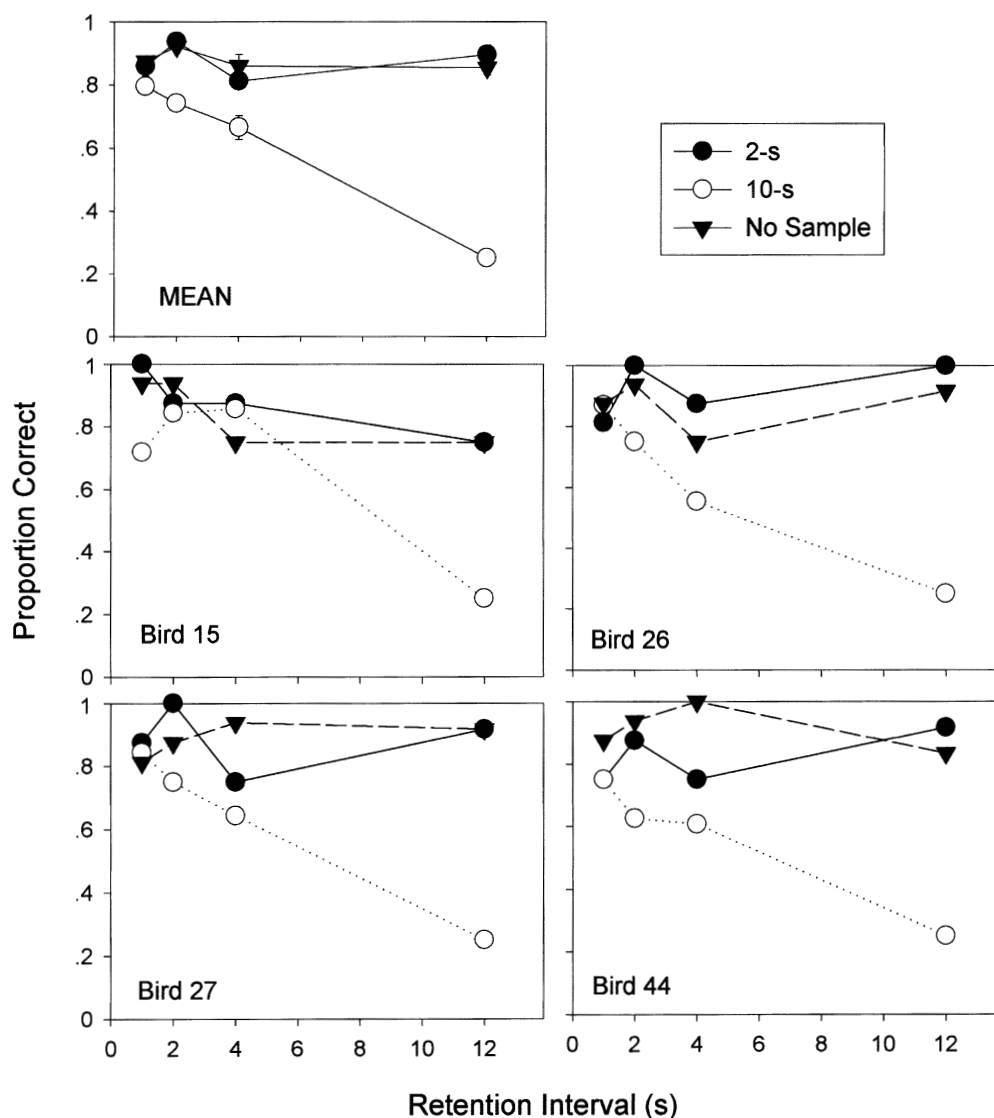 1
.8
.6
.4
.2
0
MEAN
2-s
10-s
No Sample
Proportion Correct
1
.8
.6
.4
.2
0
Bird 15
Bird 26
1
.8
.6
.4
.2
0
Bird 27
Bird 44
0 2 4 6 8 10 12
0 2 4 6 8 10 12
Retention Interval (s)